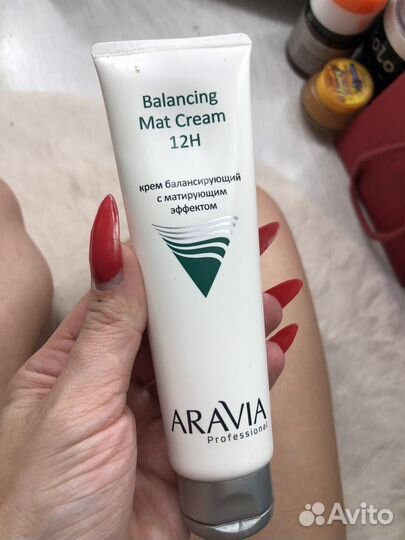 Balancing
Mat Cream
12H
крем балансирующий
с матирующим
эффектом
ARAVIA
Professional
Avito